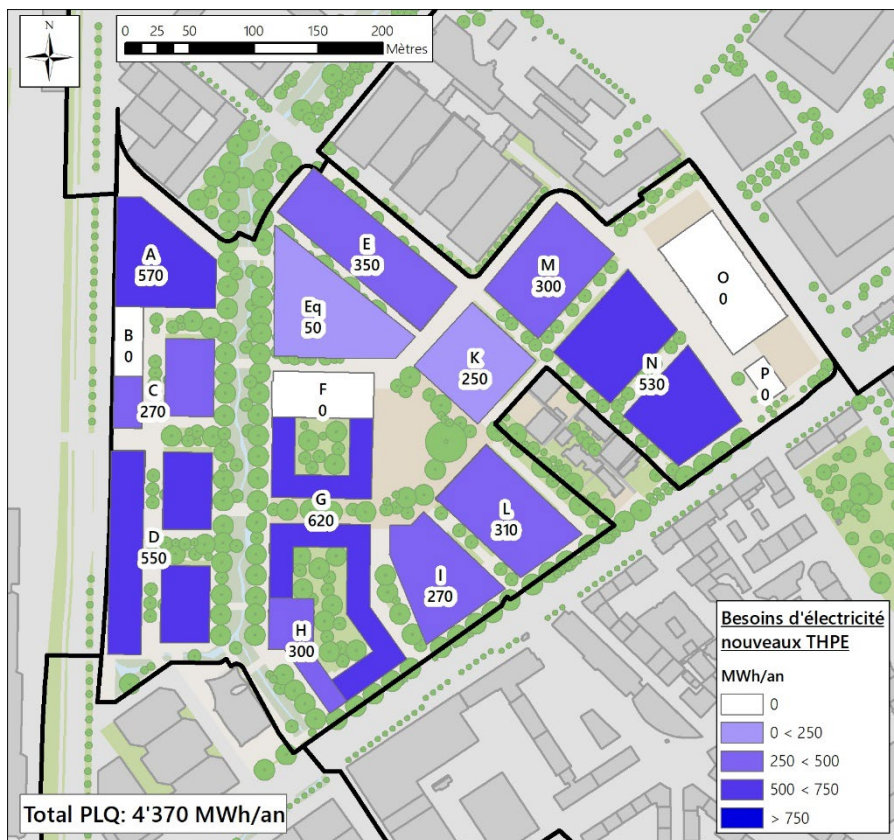 N
0 25 50 100 150 200
Mètres
A
570
B
0
C
270
D
550
E
350
Eq
50
F
0
G
620
H
300
I
270
K
250
L
310
M
300
N
530
O
0
P
0
Besoins d'électricité
nouveaux THPE
MWh/an
0
0 < 250
250 < 500
500 < 750
> 750
Total PLQ: 4'370 MWh/an